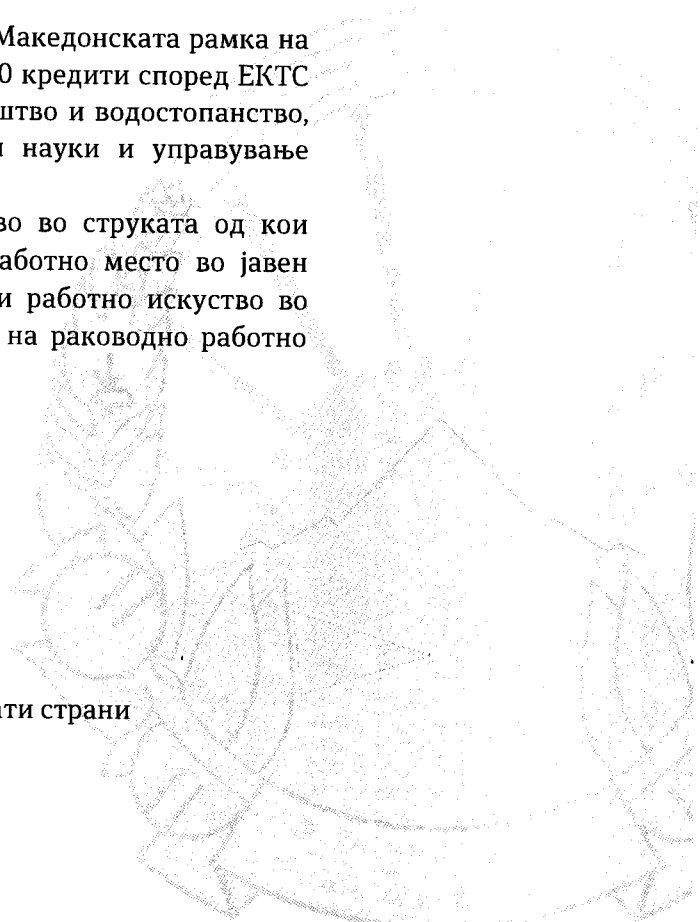 Македонската рамка на
0 кредити според ЕКТС
штво и водостопанство,
и науки и управување
во во струката од кои
аботно место во јавен
и работно искуство во
на раководно работно
ати страни